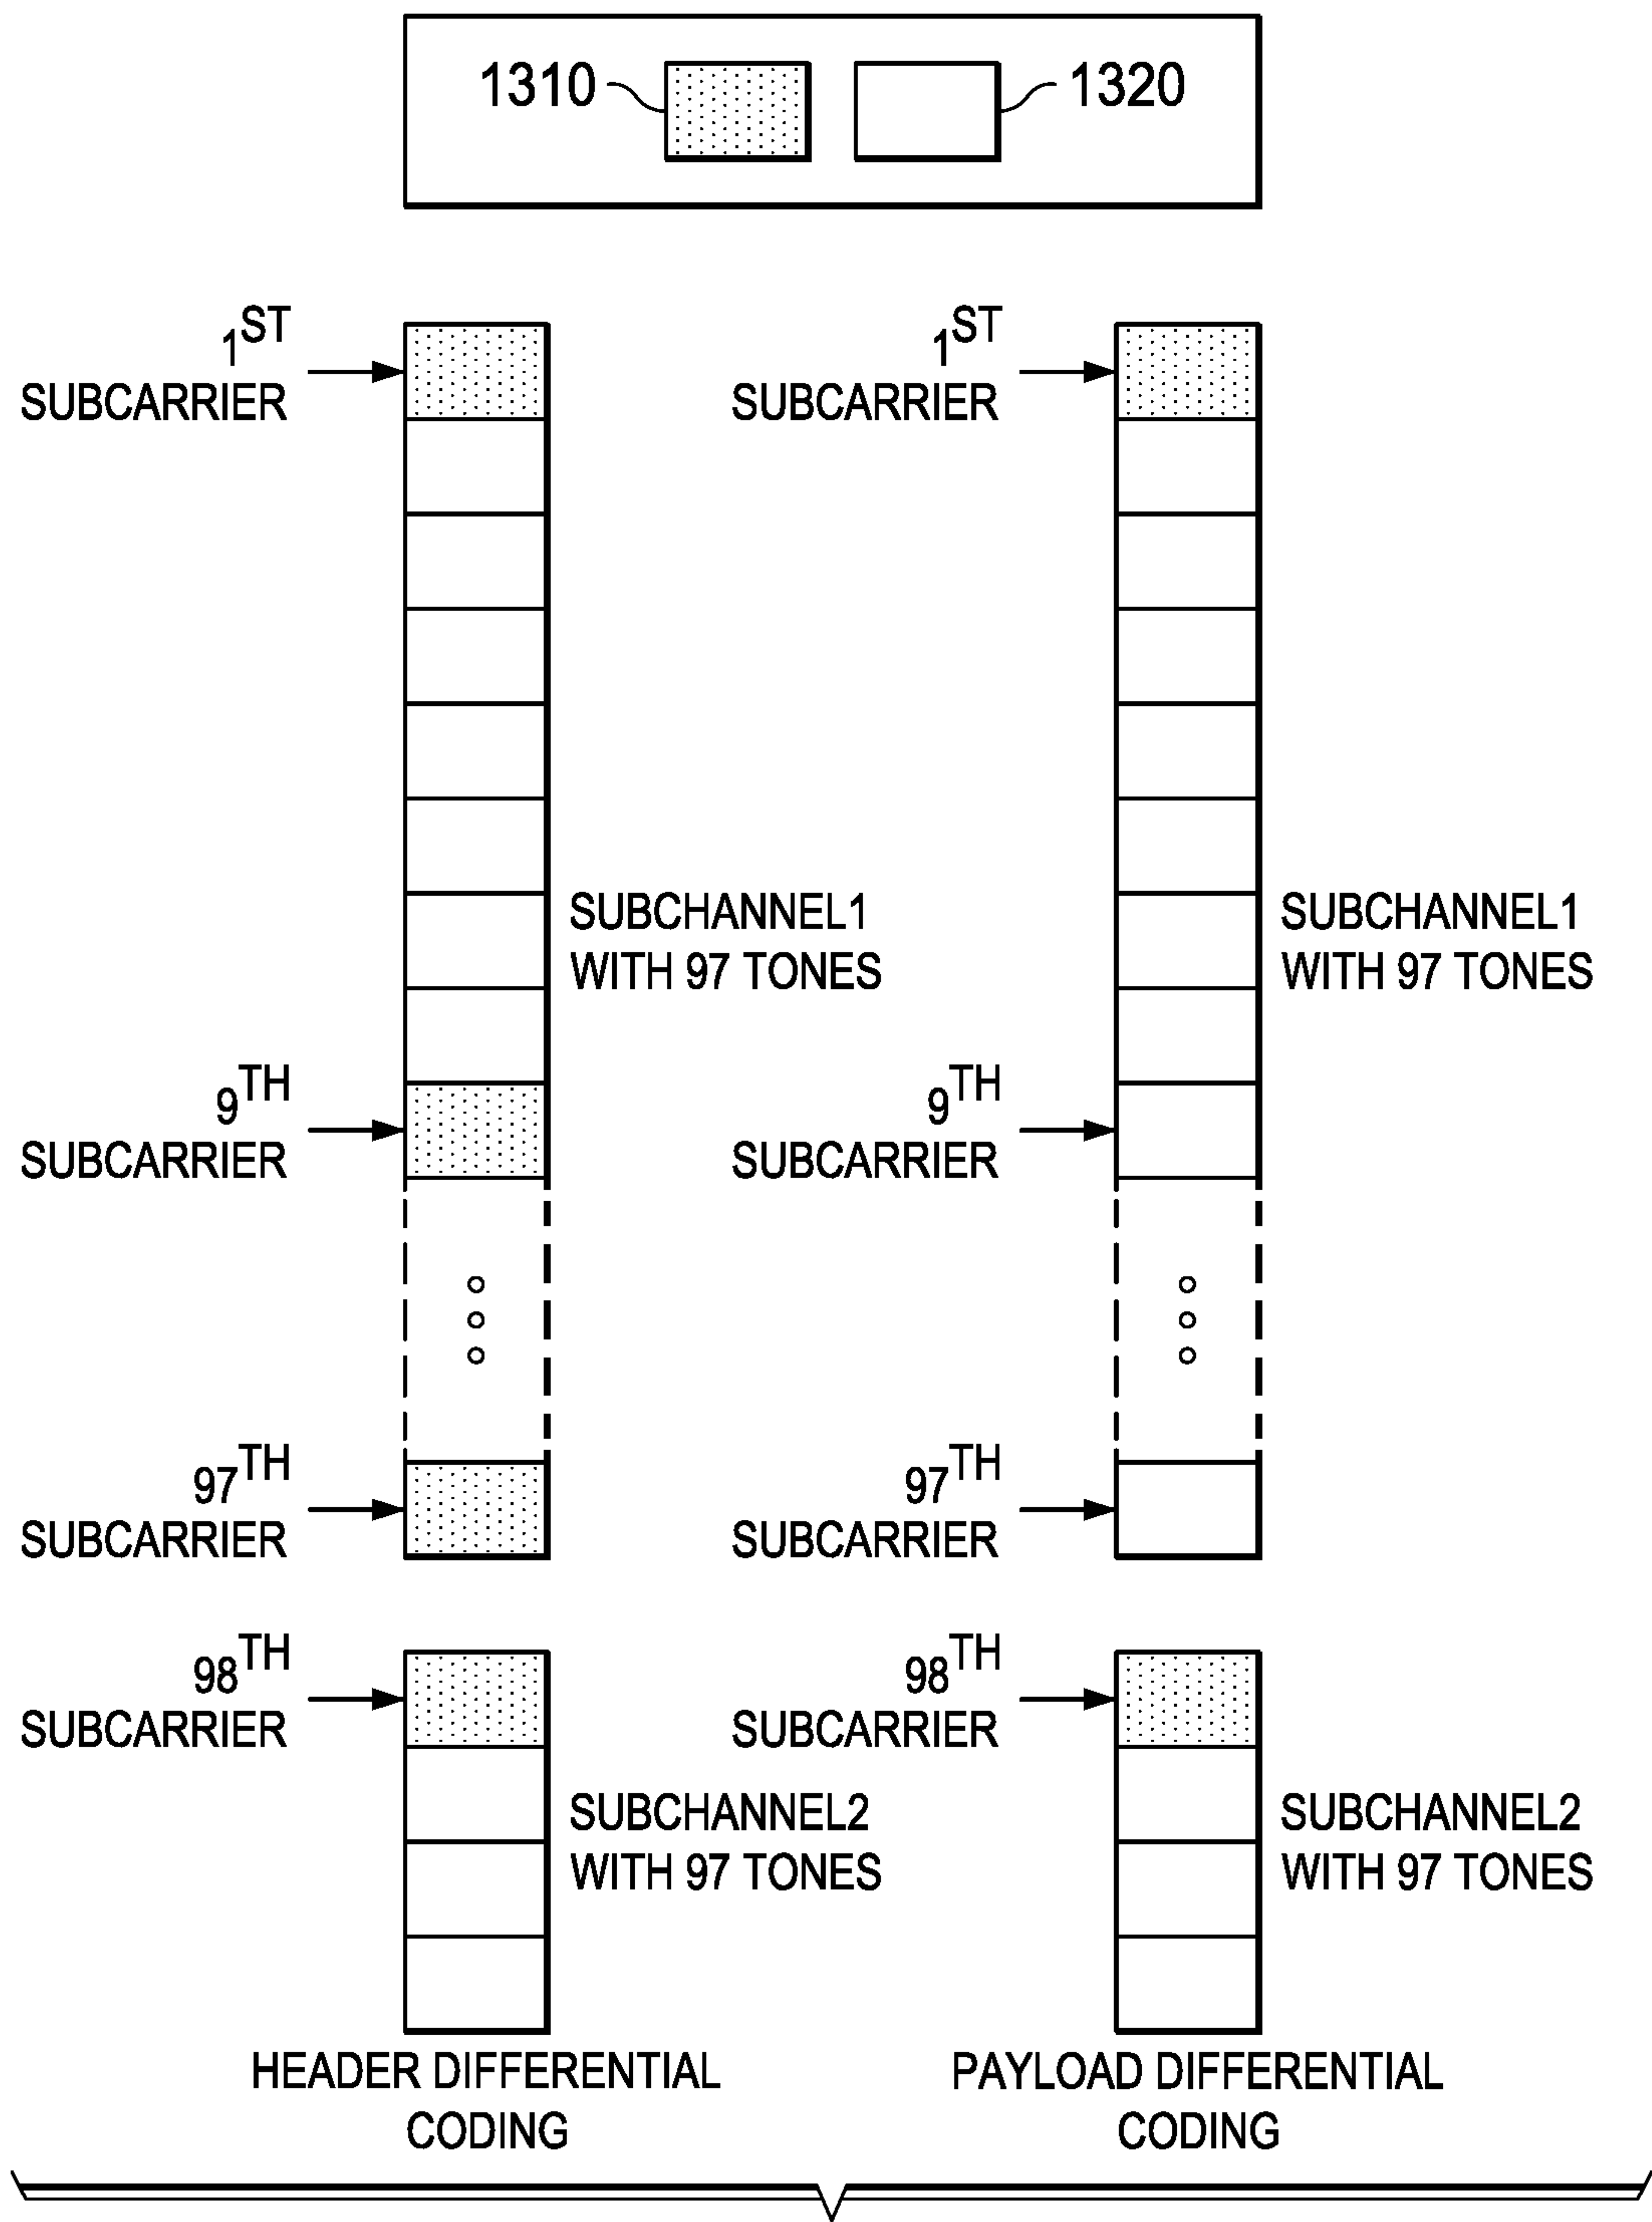 1310
1320
1ST
SUBCARRIER
1ST
SUBCARRIER
SUBCHANNEL1
WITH 97 TONES
SUBCHANNEL1
WITH 97 TONES
9TH
SUBCARRIER
9TH
SUBCARRIER
97TH
SUBCARRIER
97TH
SUBCARRIER
98TH
SUBCARRIER
98TH
SUBCARRIER
SUBCHANNEL2
WITH 97 TONES
SUBCHANNEL2
WITH 97 TONES
HEADER DIFFERENTIAL
CODING
PAYLOAD DIFFERENTIAL
CODING